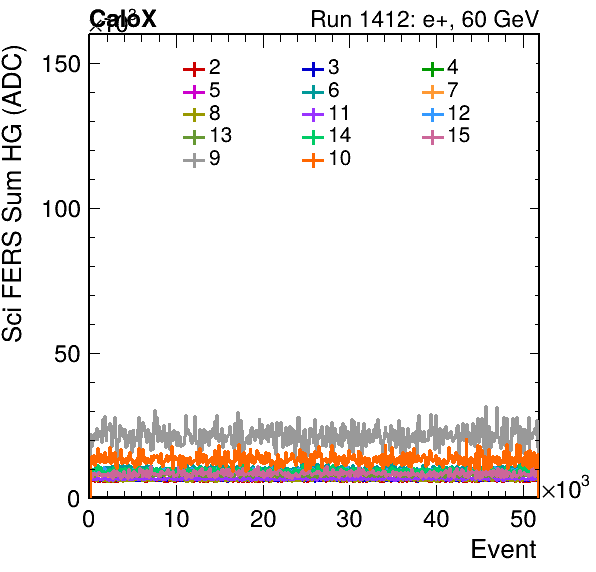 CaloX
×10³
Run 1412: e+, 60 GeV
Sci FERS Sum HG (ADC)
150
100
50
0
2 3 4
5 6 7
8 11 12
13 14 15
9 10
0 10 20 30 40 50
×10³
Event